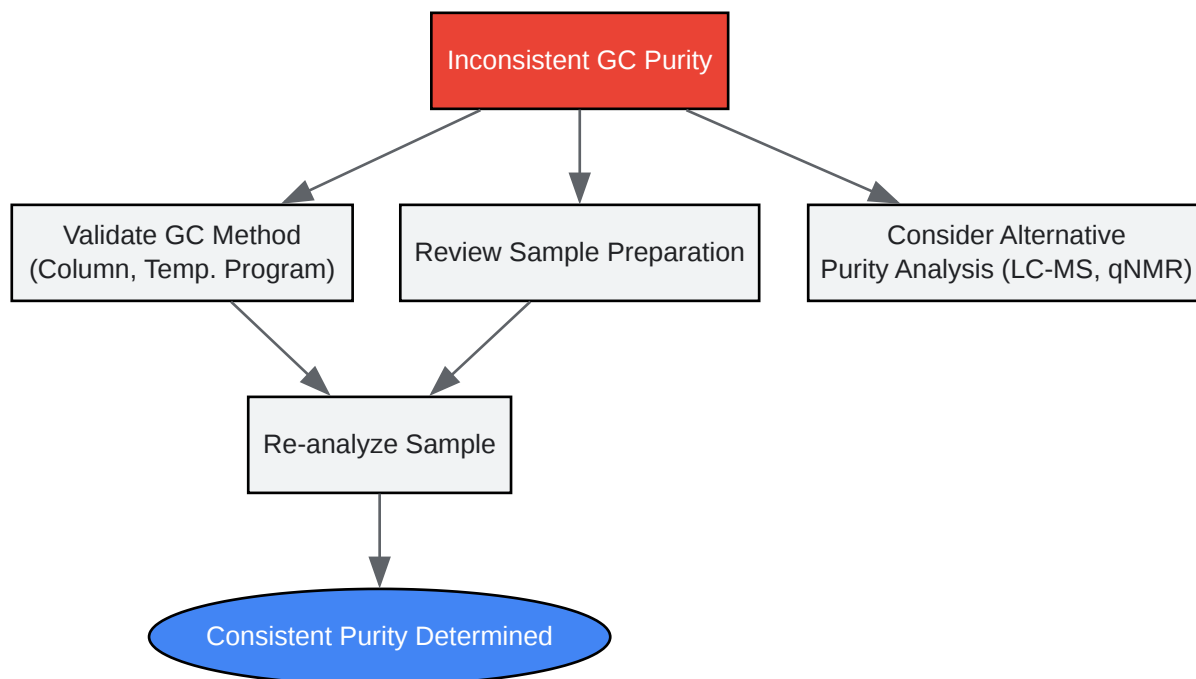 Inconsistent GC Purity
Validate GC Method
(Column, Temp. Program)
Review Sample Preparation
Consider Alternative
Purity Analysis (LC-MS, qNMR)
Re-analyze Sample
Consistent Purity Determined